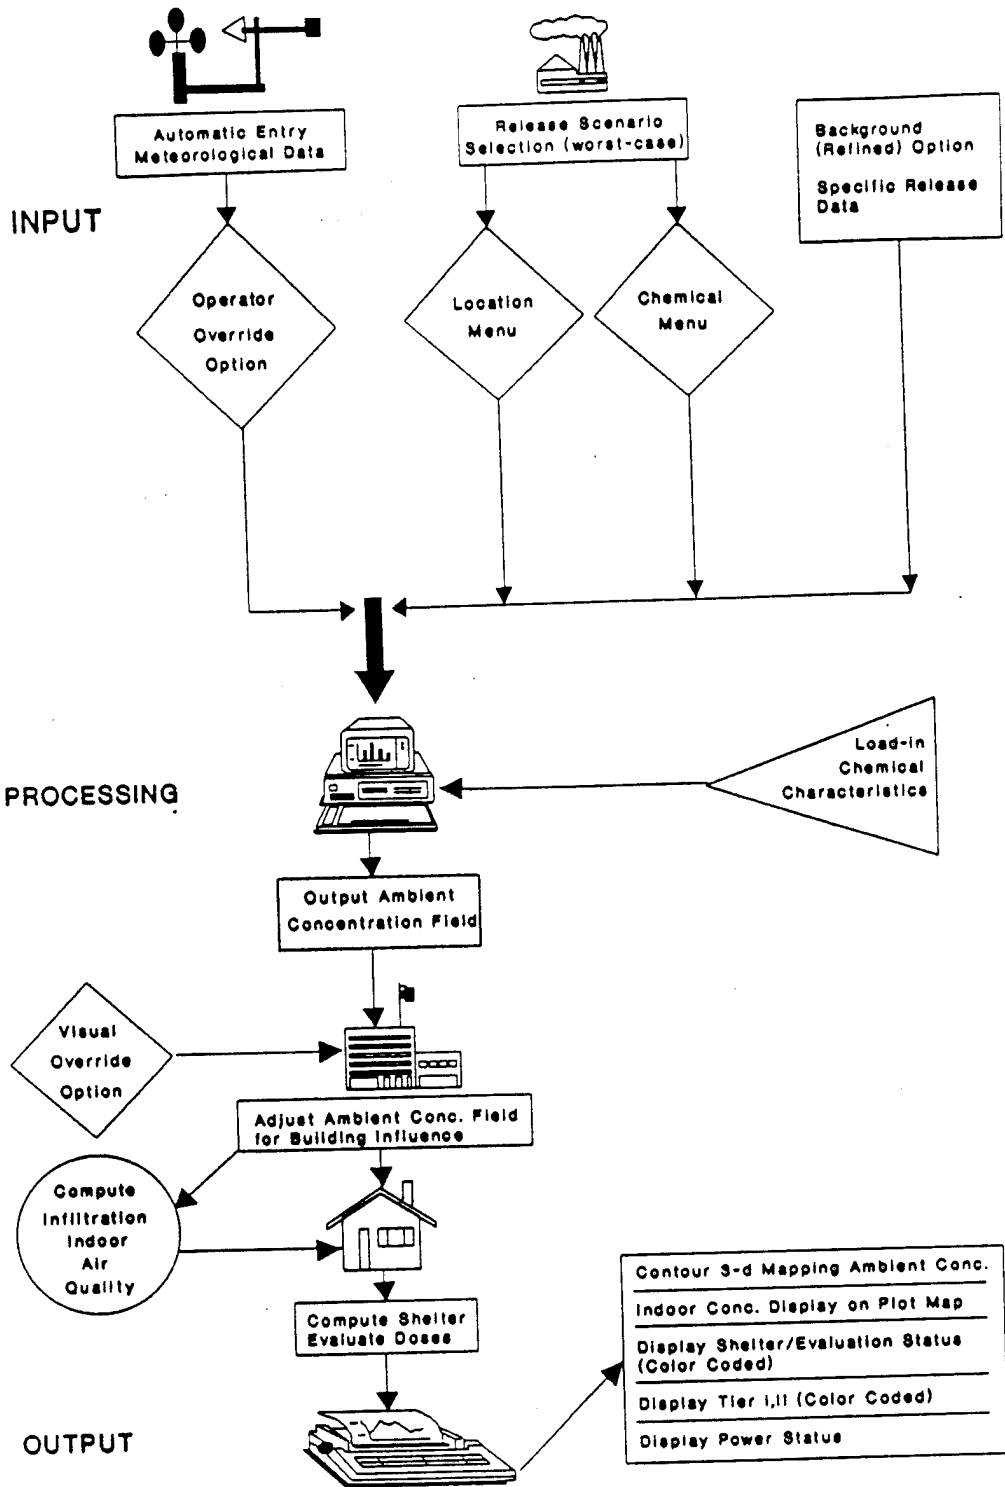 Automatic Entry
Meteorological Data
Release Scenario
Selection (worst-case)
Background
(Refined) Option
Specific Release
Data
INPUT
Operator
Override
Option
Location
Menu
Chemical
Menu
PROCESSING
Load-in
Chemical
Characteristics
Output Ambient
Concentration Field
Visual
Override
Option
Adjust Ambient Conc. Field
for Building Influence
Compute
Infiltration
Indoor
Air
Quality
Compute Shelter
Evaluate Doses
Contour 3-d Mapping Ambient Conc.
Indoor Conc. Display on Plot Map
Display Shelter/Evaluation Status
(Color Coded)
Display Tier I,II (Color Coded)
Display Power Status
OUTPUT